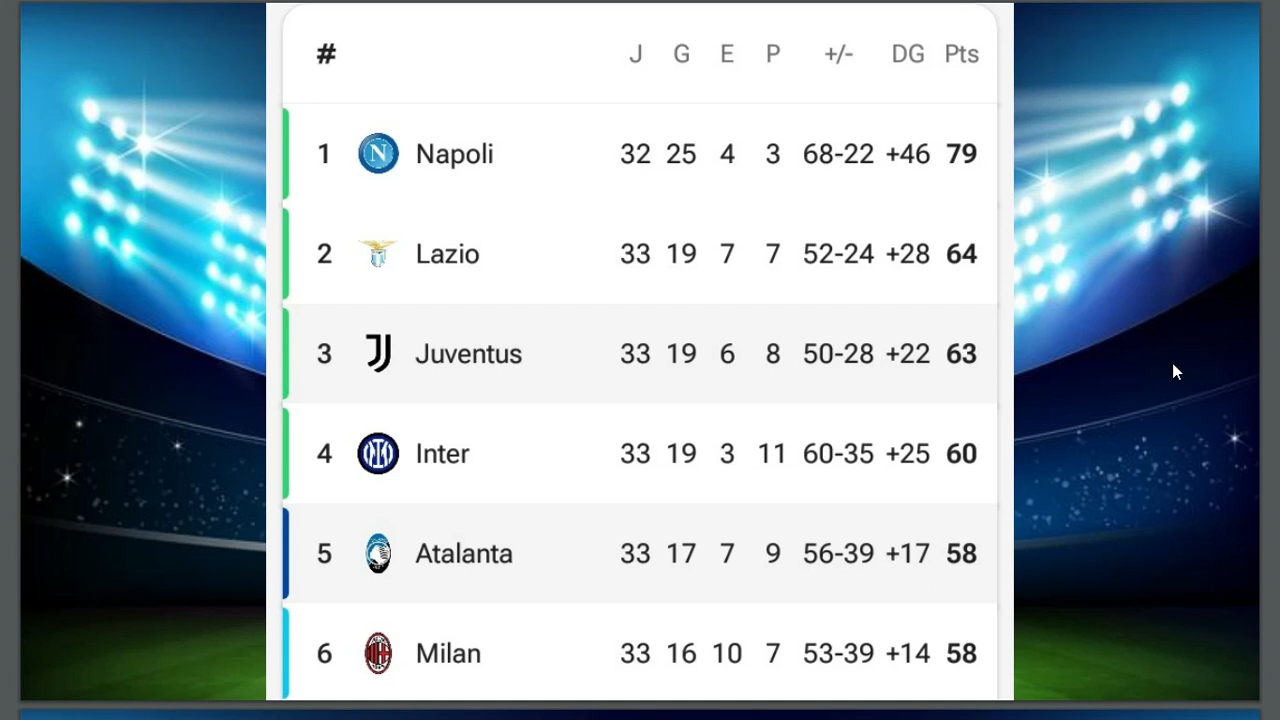 # J G E P +/- DG Pts
1 N Napoli 32 25 4 3 68-22 +46 79
2 Lazio 33 19 7 7 52-24 +28 64
3 Juventus 33 19 6 8 50-28 +22 63
4 Inter 33 19 3 11 60-35 +25 60
5 Atalanta 33 17 7 9 56-39 +17 58
6 Milan 33 16 10 7 53-39 +14 58